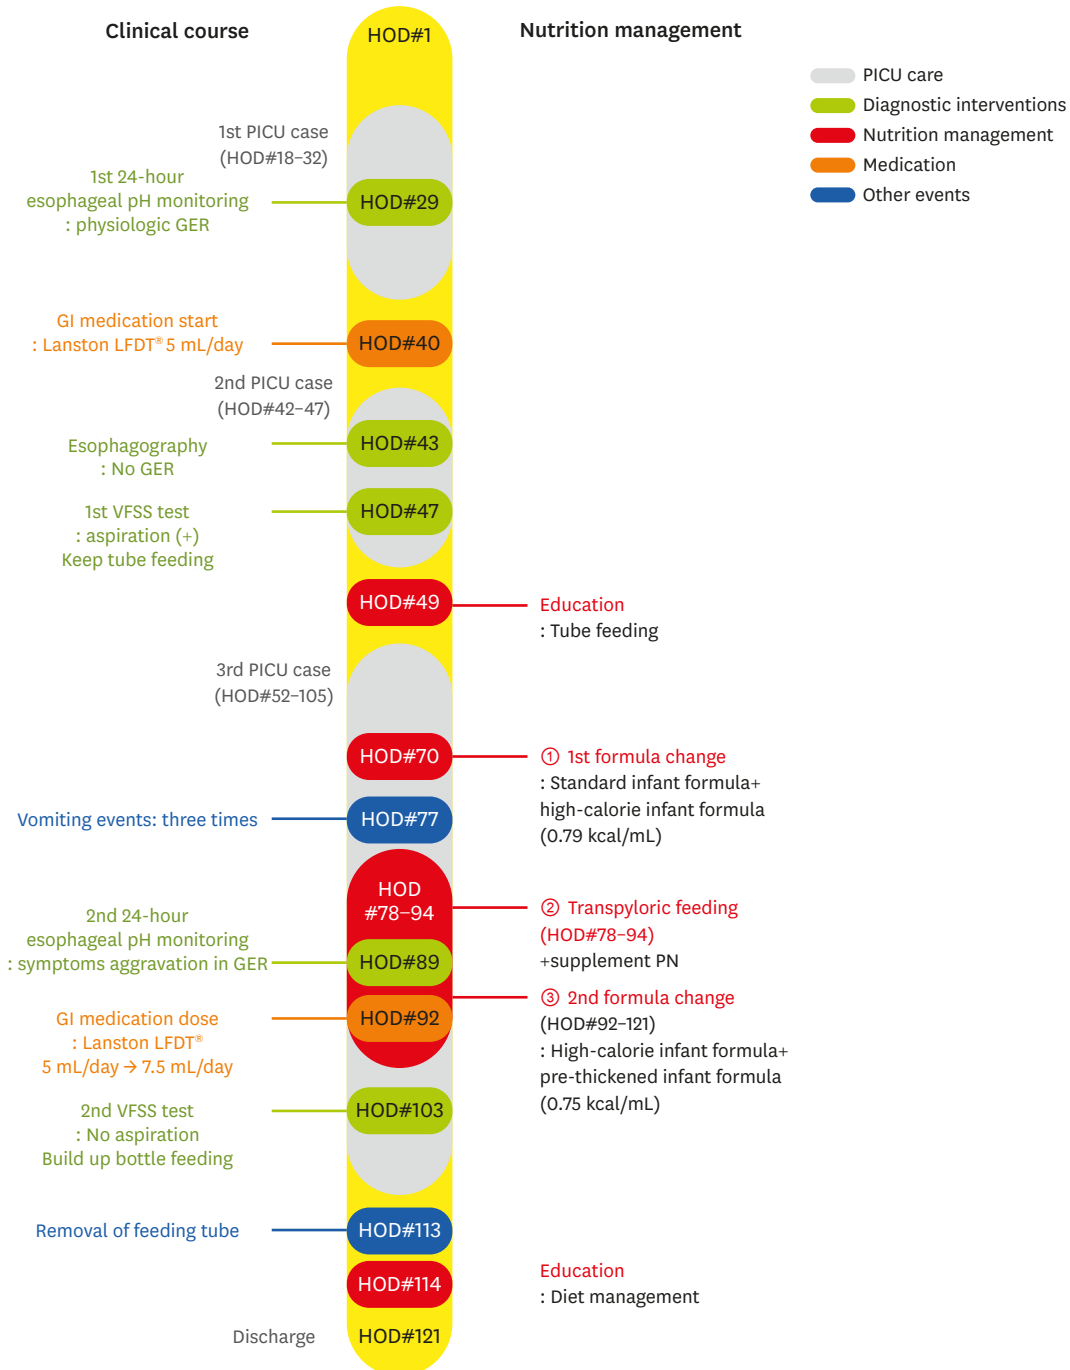 Clinical course
HOD#1
Nutrition management
PICU care
Diagnostic interventions
Nutrition management
Medication
Other events
1st PICU case
(HOD#18–32)
1st 24-hour
esophageal pH monitoring
: physiologic GER
HOD#29
GI medication start
: Lanston LFDT® 5 mL/day
HOD#40
2nd PICU case
(HOD#42–47)
Esophagography
: No GER
HOD#43
1st VFSS test
: aspiration (+)
Keep tube feeding
HOD#47
HOD#49
Education
: Tube feeding
3rd PICU case
(HOD#52–105)
HOD#70
① 1st formula change
: Standard infant formula+
high-calorie infant formula
(0.79 kcal/mL)
Vomiting events: three times
HOD#77
HOD
#78–94
② Transpyloric feeding
(HOD#78–94)
+supplement PN
2nd 24-hour
esophageal pH monitoring
: symptoms aggravation in GER
HOD#89
③ 2nd formula change
(HOD#92–121)
: High-calorie infant formula+
pre-thickened infant formula
(0.75 kcal/mL)
GI medication dose
: Lanston LFDT®
5 mL/day → 7.5 mL/day
HOD#92
2nd VFSS test
: No aspiration
Build up bottle feeding
HOD#103
Removal of feeding tube
HOD#113
HOD#114
Education
: Diet management
Discharge
HOD#121